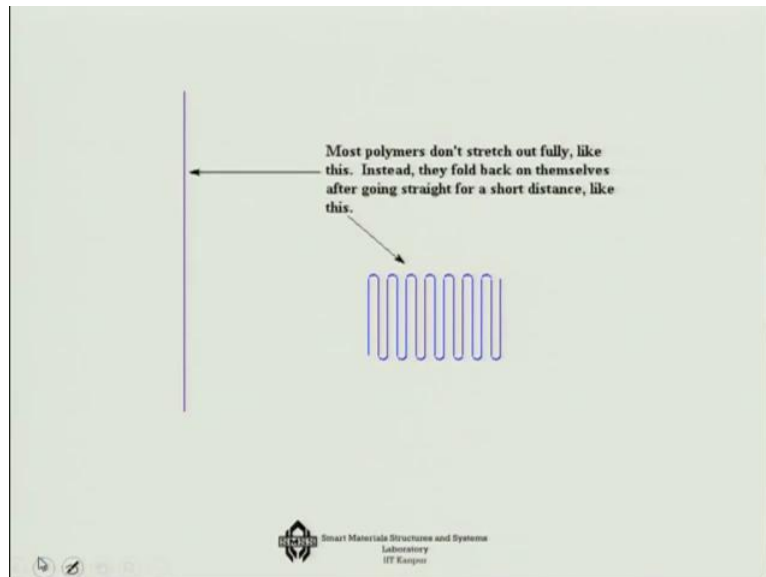 Most polymers don't stretch out fully, like
this. Instead, they fold back on themselves
after going straight for a short distance, like
this.
Smart Materials Structures and Systems
Laboratory
IIT Kanpur